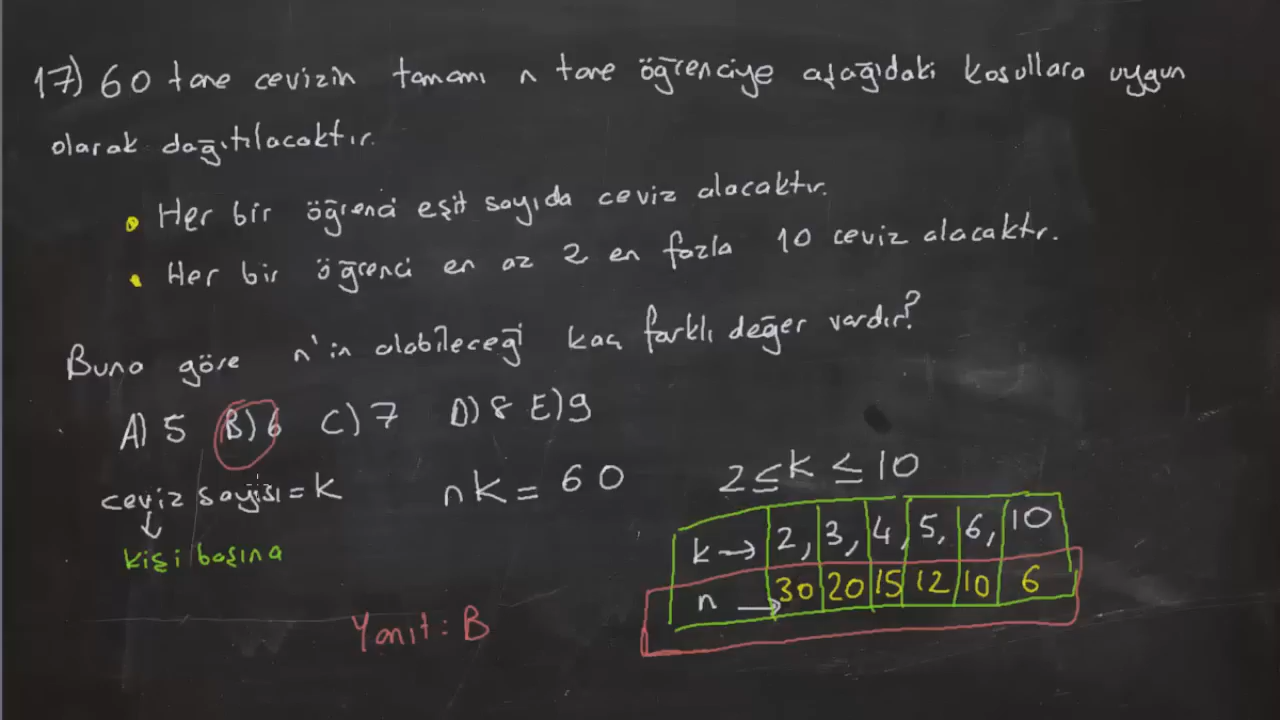 17) 60 tane cevizin tamamı n tane öğrenciye aşağıdaki kosullara uygun
olarak dağıtılacaktır.
• Her bir öğrenci eşit sayıda ceviz alacaktır.
• Her bir öğrenci en az 2 en fazla 10 ceviz alacaktır.
Buna göre n'in alabileceği kaç farklı değer vardır?
A) 5 B) 6 C) 7 D) 8 E) 9
ceviz sayısı = k nk = 60 2 ≤ k ≤ 10
↓
kişi başına
k → 2, 3, 4, 5, 6, 10
n → 30 20 15 12 10 6
Yanıt : B